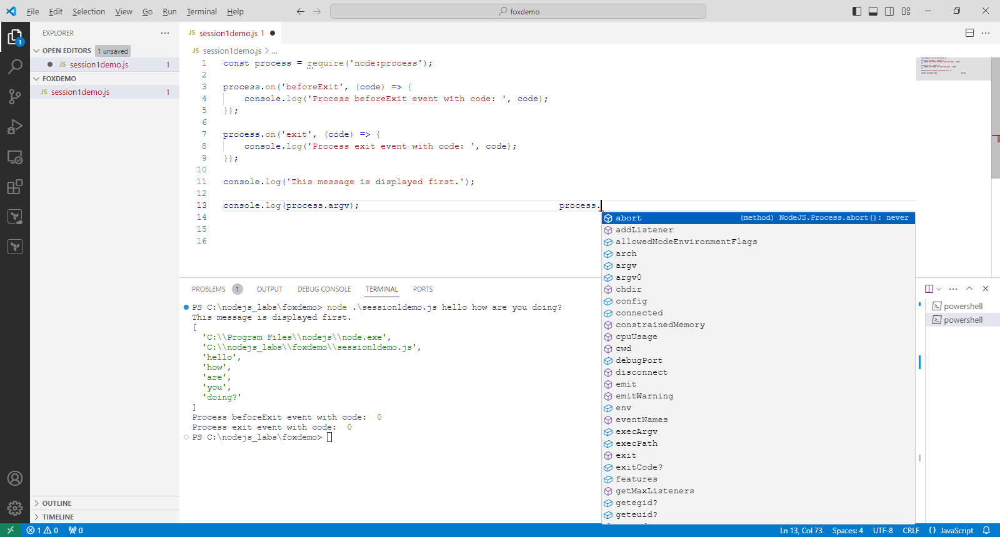 File Edit Selection View Go Run Terminal Help
foxdemo
EXPLORER
OPEN EDITORS 1 unsaved
JS session1demo.js 1
FOXDEMO
JS session1demo.js 1
OUTLINE
TIMELINE
JS session1demo.js 1
JS session1demo.js > ...
1 const process = require('node:process');
2
3 process.on('beforeExit', (code) => {
4 console.log('Process beforeExit event with code: ', code);
5 });
6
7 process.on('exit', (code) => {
8 console.log('Process exit event with code: ', code);
9 });
10
11 console.log('This message is displayed first.');
12
13 console.log(process.argv); process.
14
15
16
abort (method) NodeJS.Process.abort(): never
addListener
allowedNodeEnvironmentFlags
arch
argv
argv0
chdir
config
connected
constrainedMemory
cpuUsage
cwd
debugPort
disconnect
emit
emitWarning
env
eventNames
execArgv
execPath
exit
exitCode?
features
getMaxListeners
getegid?
geteuid?
PROBLEMS 1 OUTPUT DEBUG CONSOLE TERMINAL PORTS
PS C:\nodejs_labs\foxdemo> node .\session1demo.js hello how are you doing?
This message is displayed first.
[
'C:\\Program Files\\nodejs\\node.exe',
'C:\\nodejs_labs\\foxdemo\\session1demo.js',
'hello',
'how',
'are',
'you',
'doing?'
]
Process beforeExit event with code:  0
Process exit event with code:  0
PS C:\nodejs_labs\foxdemo>
powershell
powershell
1 0 0
Ln 13, Col 73 Spaces: 4 UTF-8 CRLF {} JavaScript